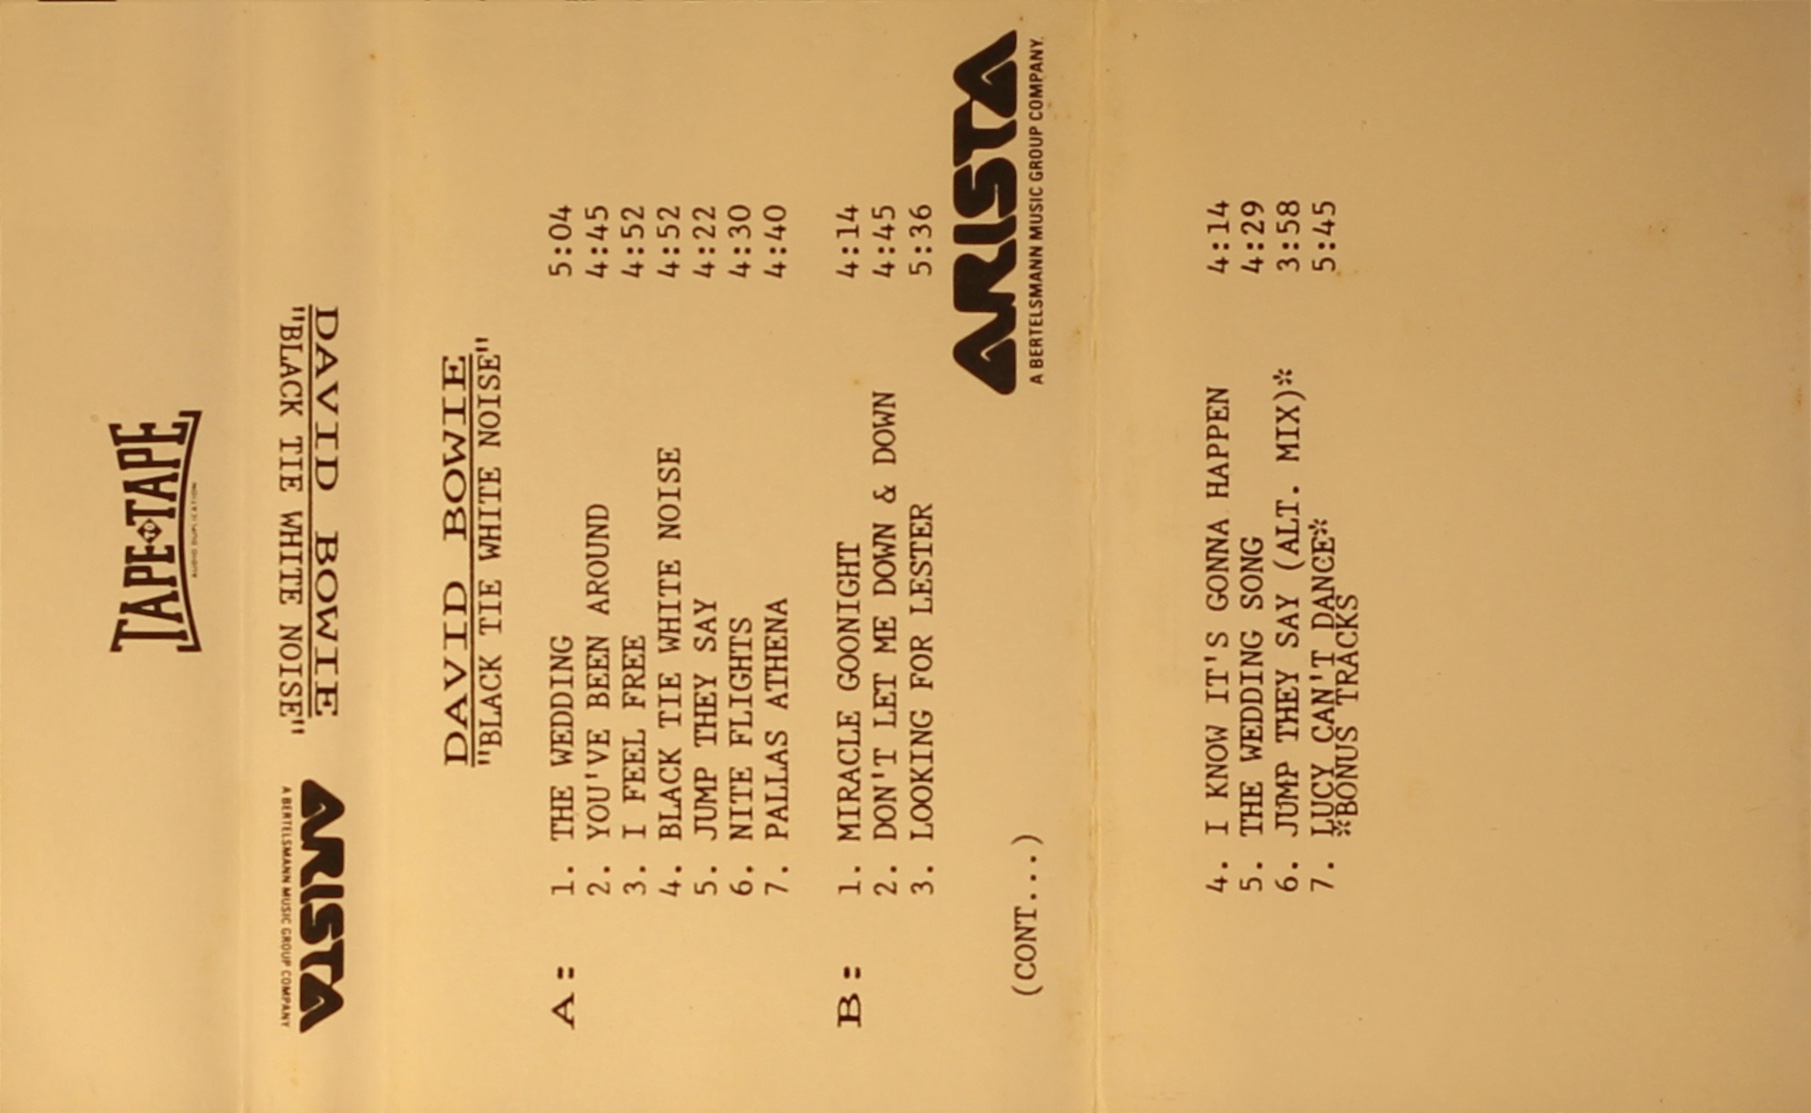 TAPE TAPE
AUDIO DUPLICATION
DAVID BOWIE
"BLACK TIE WHITE NOISE"
ARISTA
A BERTELSMANN MUSIC GROUP COMPANY
DAVID BOWIE
"BLACK TIE WHITE NOISE"
A: 1. THE WEDDING 5:04
2. YOU'VE BEEN AROUND 4:45
3. I FEEL FREE 4:52
4. BLACK TIE WHITE NOISE 4:52
5. JUMP THEY SAY 4:22
6. NITE FLIGHTS 4:30
7. PALLAS ATHENA 4:40
B: 1. MIRACLE GOONIGHT 4:14
2. DON'T LET ME DOWN & DOWN 4:45
3. LOOKING FOR LESTER 5:36
(CONT...)
ARISTA
A BERTELSMANN MUSIC GROUP COMPANY.
4. I KNOW IT'S GONNA HAPPEN 4:14
5. THE WEDDING SONG 4:29
6. JUMP THEY SAY (ALT. MIX)* 3:58
7. LUCY CAN'T DANCE* 5:45
*BONUS TRACKS